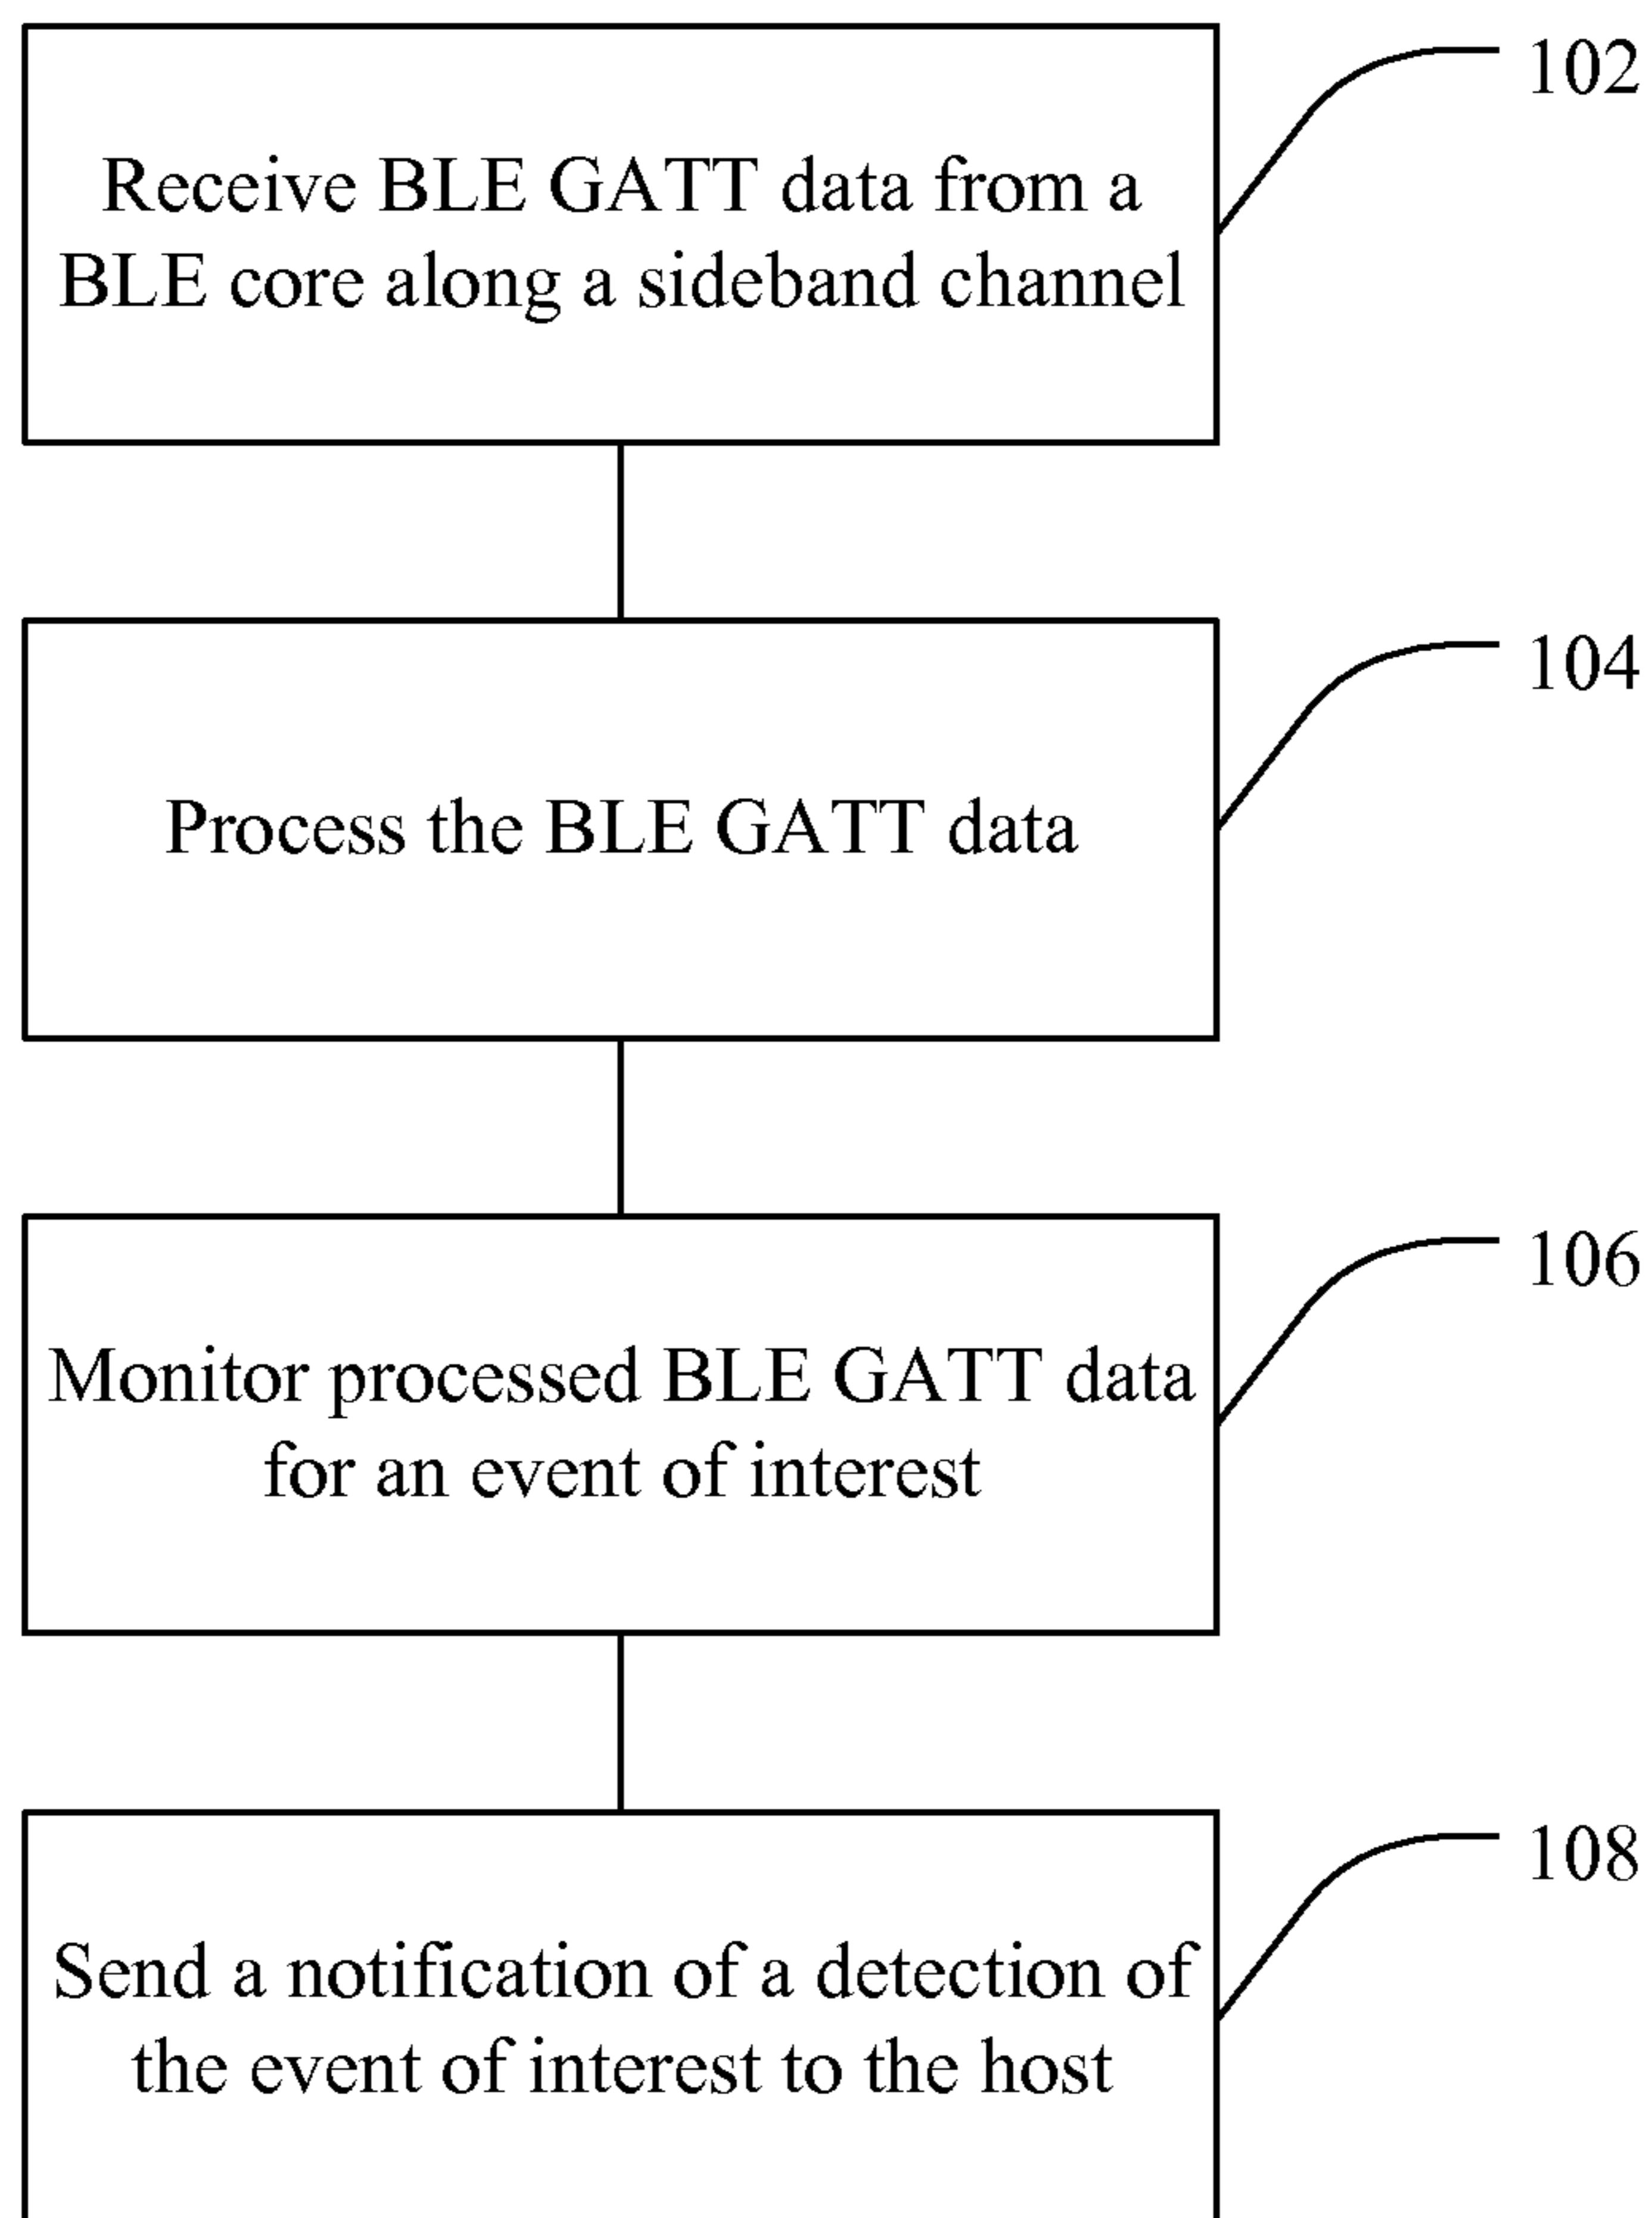 102
Receive BLE GATT data from a
BLE core along a sideband channel
104
Process the BLE GATT data
106
Monitor processed BLE GATT data
for an event of interest
108
Send a notification of a detection of
the event of interest to the host